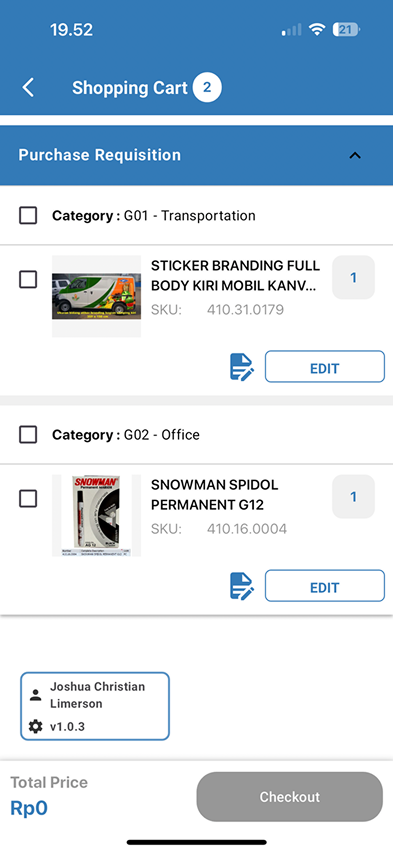 19.52
21
Shopping Cart 2
Purchase Requisition
Category : G01 - Transportation
STICKER BRANDING FULL
BODY KIRI MOBIL KANV...
1
SKU: 410.31.0179
EDIT
Category : G02 - Office
SNOWMAN
SNOWMAN SPIDOL
PERMANENT G12
1
SKU: 410.16.0004
EDIT
Joshua Christian
Limerson
v1.0.3
Total Price
Rp0
Checkout